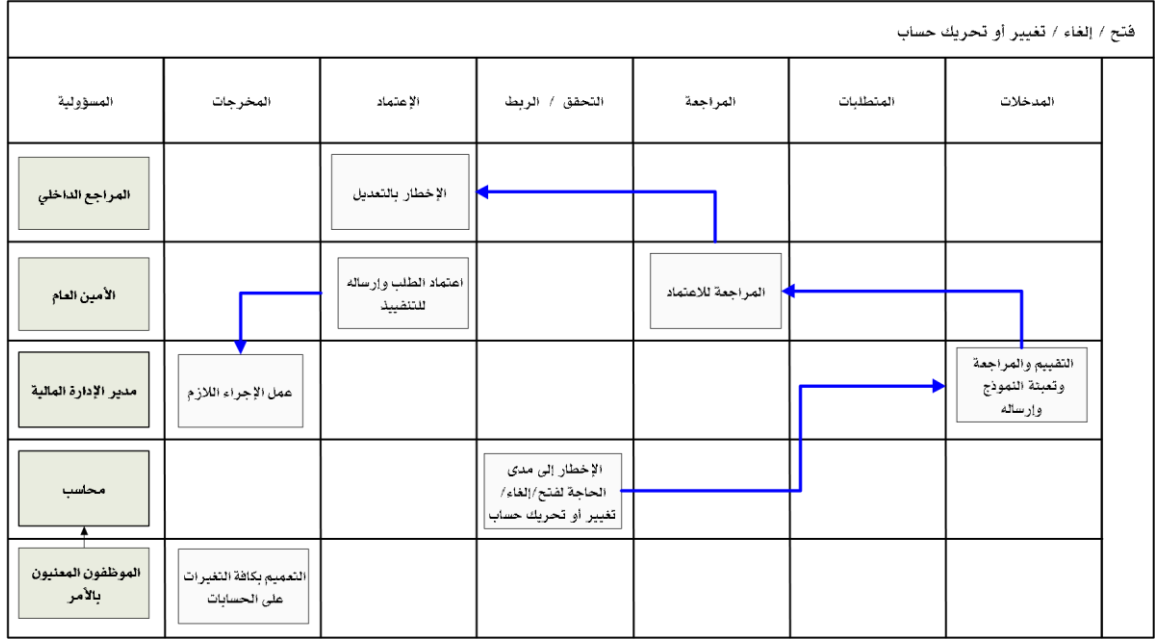 فتح / إلغاء / تغيير أو تحريك حساب
المدخلات
المتطلبات
المراجعة
التحقق / الربط
الإعتماد
المخرجات
المسؤولية
الإخطار بالتعديل
المراجع الداخلي
المراجعة للاعتماد
اعتماد الطلب وإرساله
للتنفييذ
الأمين العام
التقييم والمراجعة
وتعبئة النموذج
وإرساله
عمل الإجراء اللازم
مدير الإدارة المالية
الإخطار إلى مدى
الحاجة لفتح/إلغاء/
تغيير أو تحريك حساب
محاسب
التعميم بكافة التغيرات
على الحسابات
الموظفون المعنيون
بالأمر